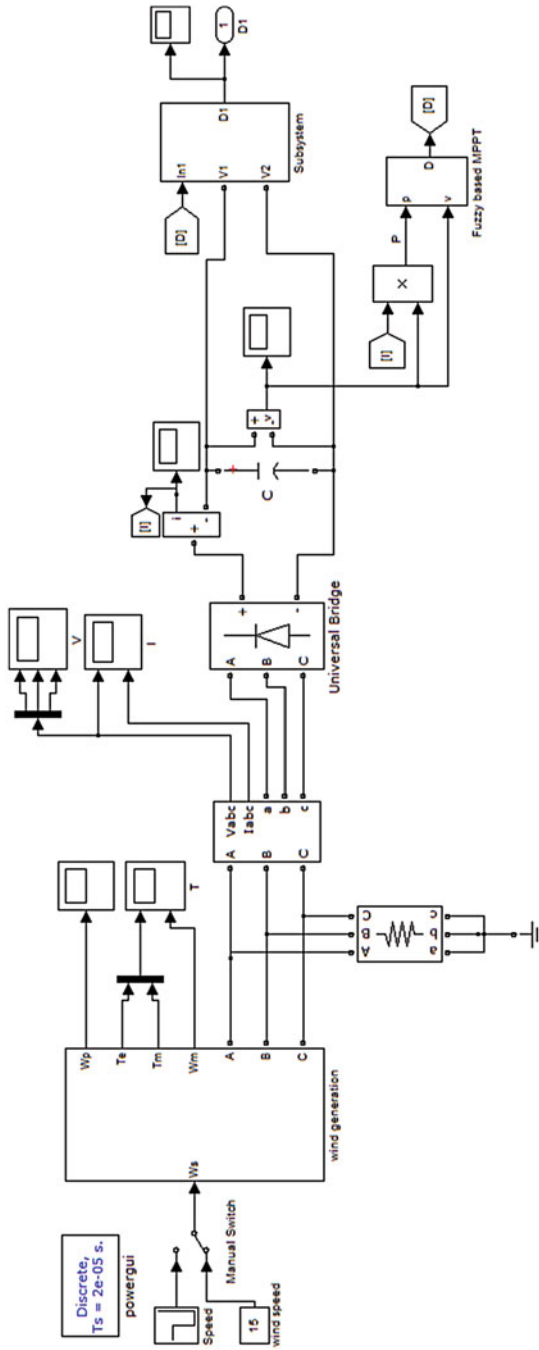 Discrete,
Ts = 2e-05 s.
powergui
Speed
15
wind speed
Manual Switch
Ws
Wp
Te
Tm
Wm
A
B
C
wind generation
T
A
B
C
a
b
c
Vabc
Iabc
A
B
C
a
b
c
V
I
A
B
C
+
-
Universal Bridge
i
+
-
[I]
+
C
+
-
v
[D]
In1
V1
V2
D1
Subsystem
1
D1
[I]
X
P
p
v
D
Fuzzy based MPPT
[D]